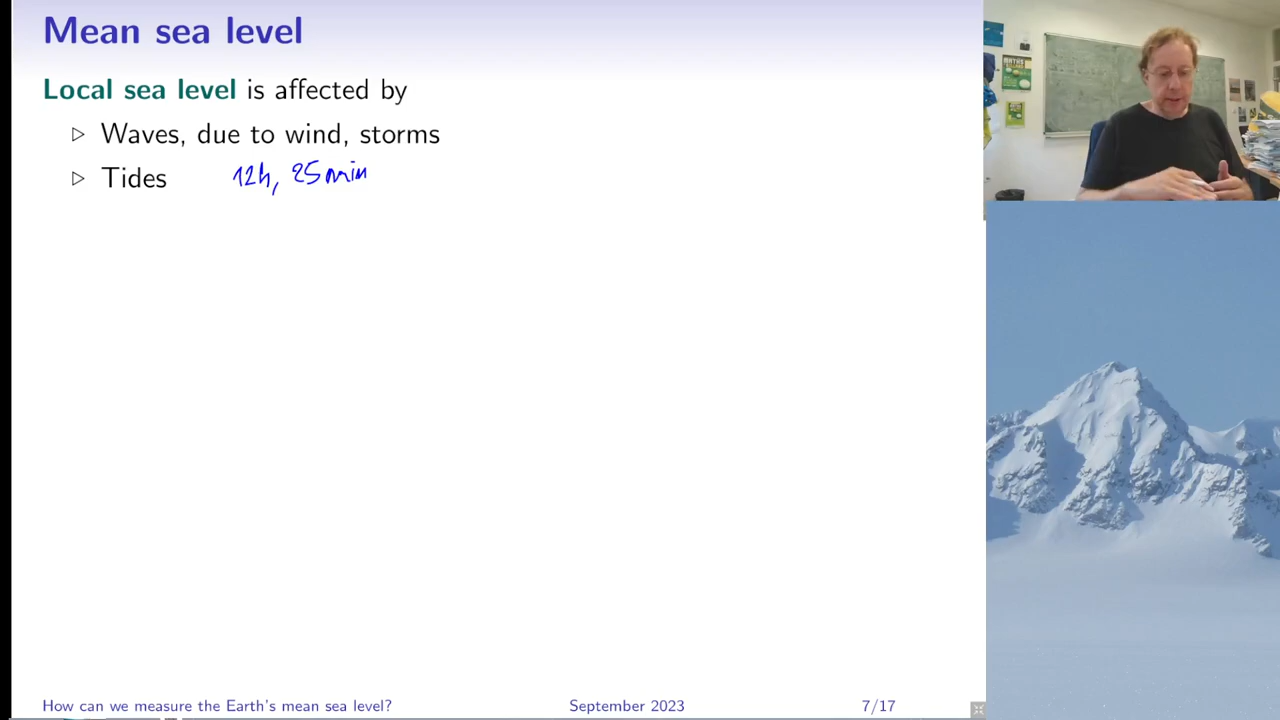 Mean sea level
Local sea level is affected by
▷ Waves, due to wind, storms
▷ Tides 12h, 25min
How can we measure the Earth's mean sea level? September 2023 7/17